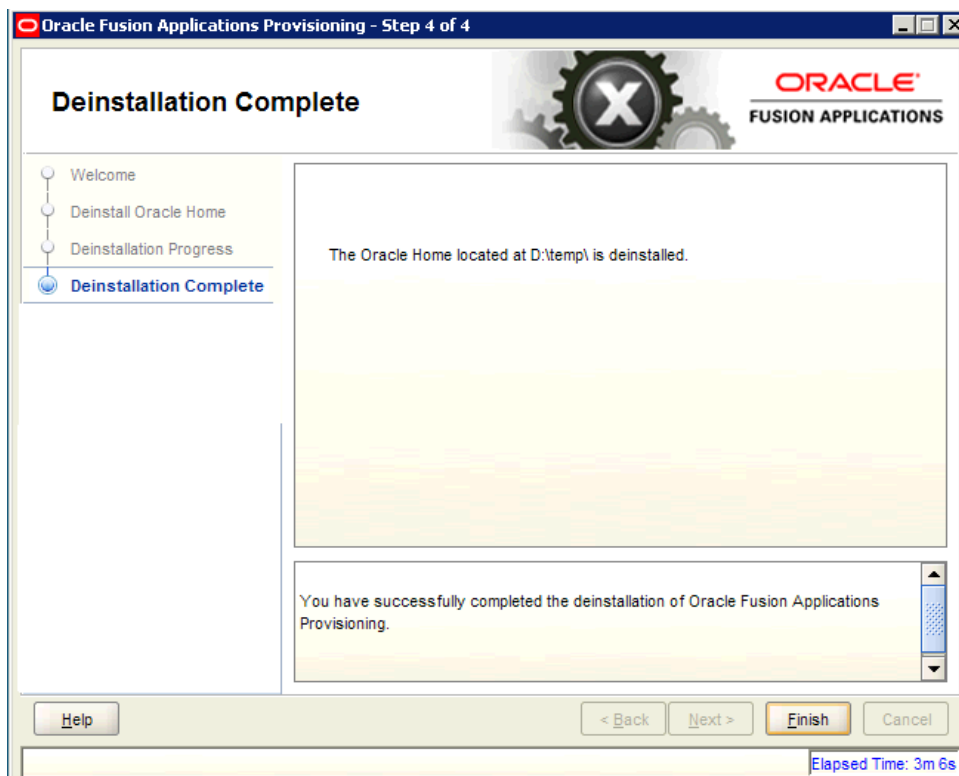 Oracle Fusion Applications Provisioning - Step 4 of 4
Deinstallation Complete
X
ORACLE
FUSION APPLICATIONS
Welcome
Deinstall Oracle Home
Deinstallation Progress
Deinstallation Complete
The Oracle Home located at D:\temp\ is deinstalled.
You have successfully completed the deinstallation of Oracle Fusion Applications
Provisioning.
Help
< Back
Next >
Finish
Cancel
Elapsed Time: 3m 6s